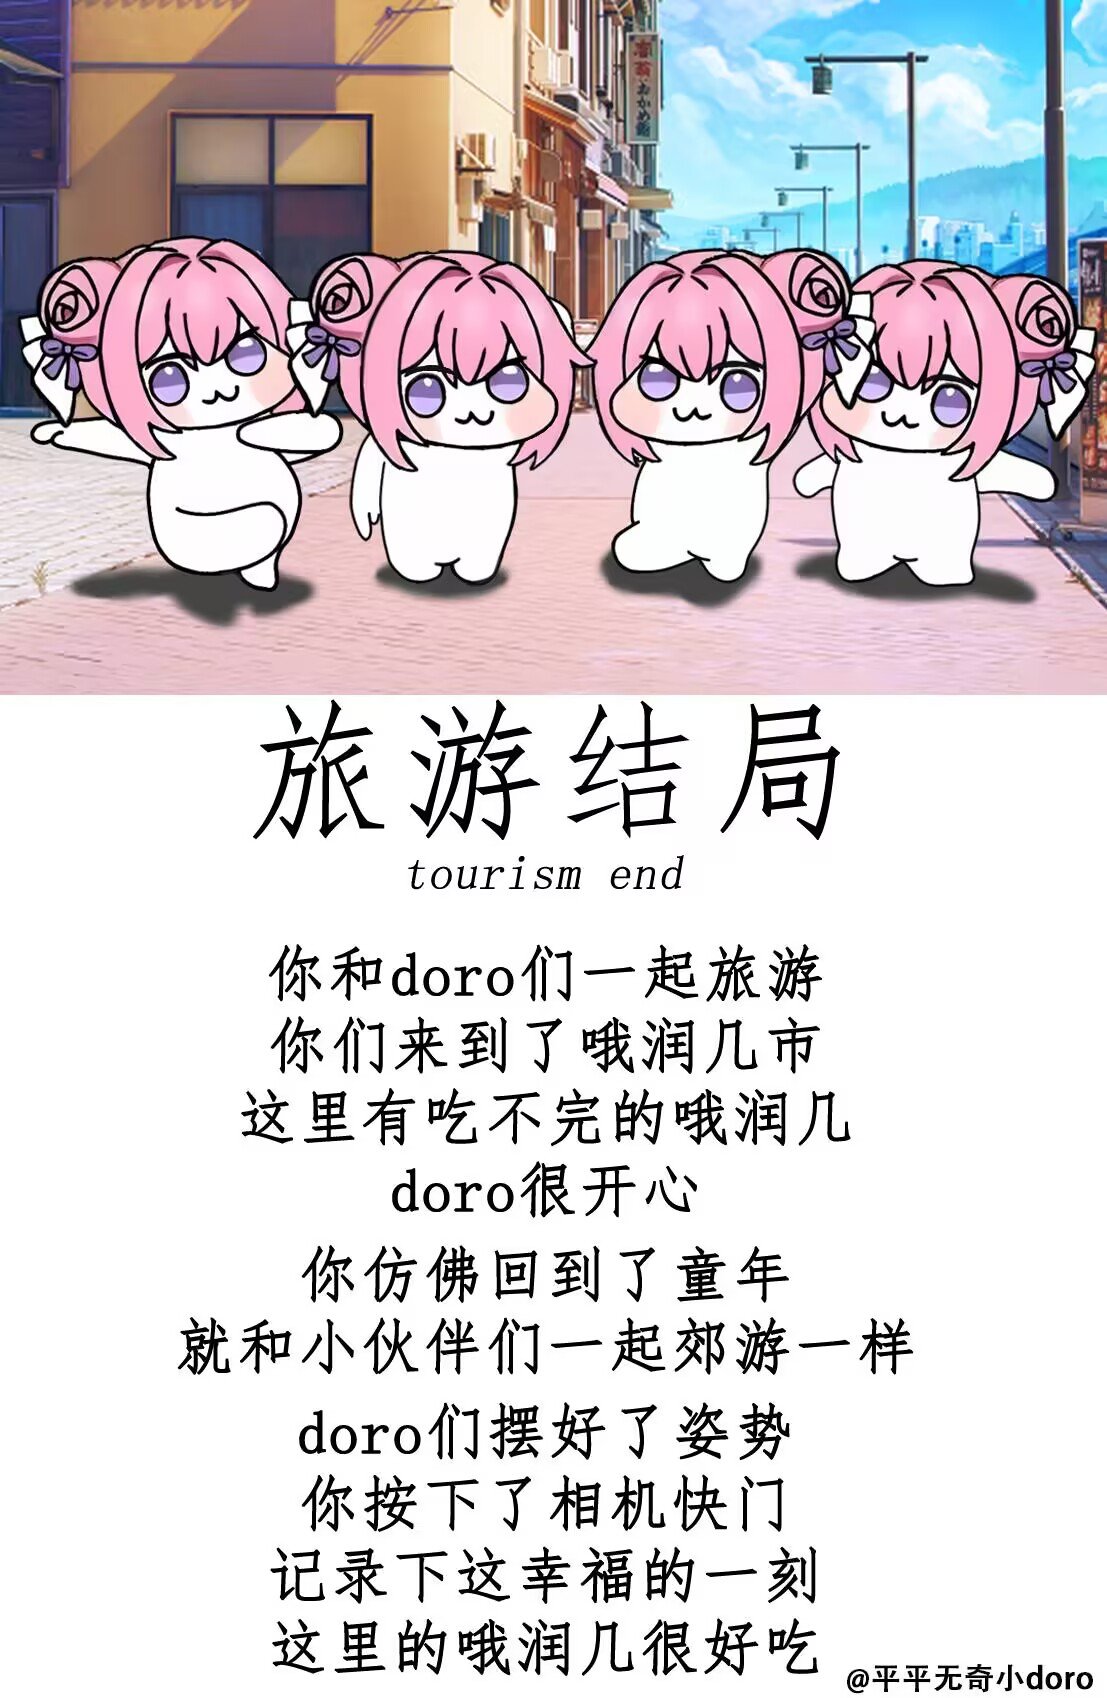 おかめ
旅游结局
tourism end
你和doro们一起旅游
你们来到了哦润几市
这里有吃不完的哦润几
doro很开心
你仿佛回到了童年
就和小伙伴们一起郊游一样
doro们摆好了姿势
你按下了相机快门
记录下这幸福的一刻
这里的哦润几很好吃
@平平无奇小doro